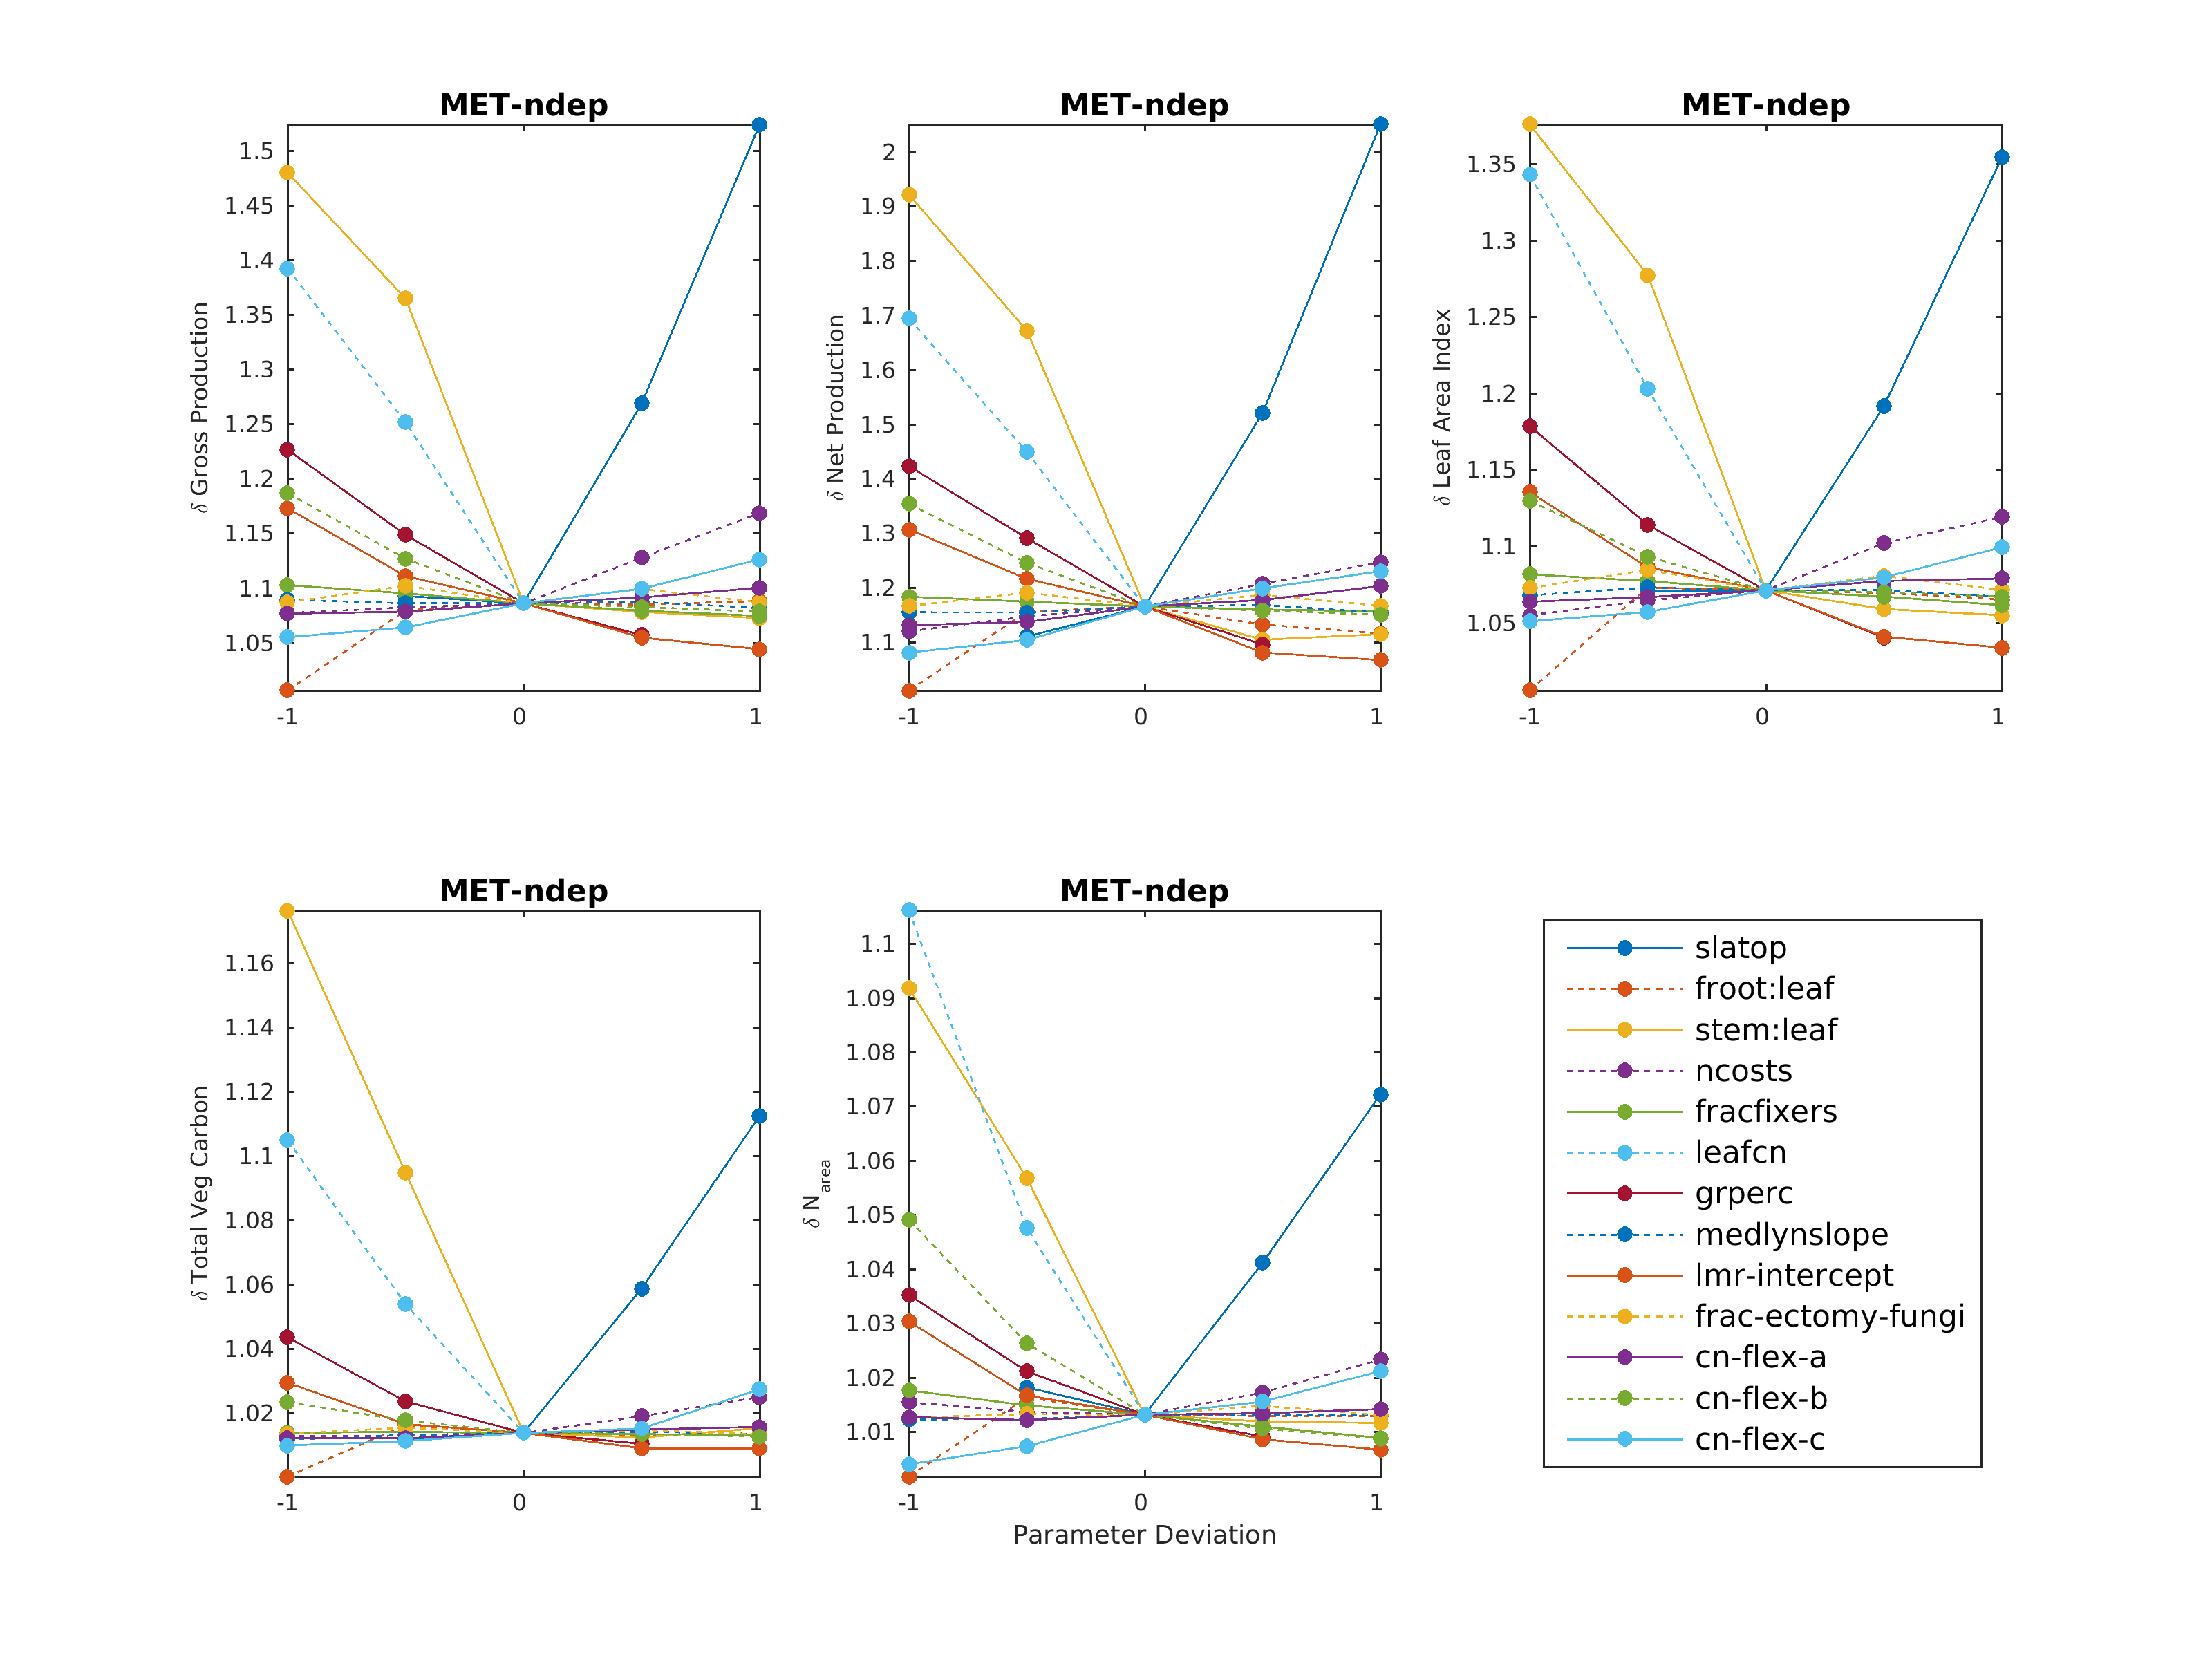 MET-ndep
1.5
1.45
1.4
1.35
1.3
1.25
1.2
1.15
1.1
1.05
δ Gross Production
-1 0 1
MET-ndep
2
1.9
1.8
1.7
1.6
1.5
1.4
1.3
1.2
1.1
δ Net Production
-1 0 1
MET-ndep
1.35
1.3
1.25
1.2
1.15
1.1
1.05
δ Leaf Area Index
-1 0 1
MET-ndep
1.16
1.14
1.12
1.1
1.08
1.06
1.04
1.02
δ Total Veg Carbon
-1 0 1
MET-ndep
1.1
1.09
1.08
1.07
1.06
1.05
1.04
1.03
1.02
1.01
δ N area
-1 0 1
Parameter Deviation
slatop
froot:leaf
stem:leaf
ncosts
fracfixers
leafcn
grperc
medlynslope
lmr-intercept
frac-ectomy-fungi
cn-flex-a
cn-flex-b
cn-flex-c